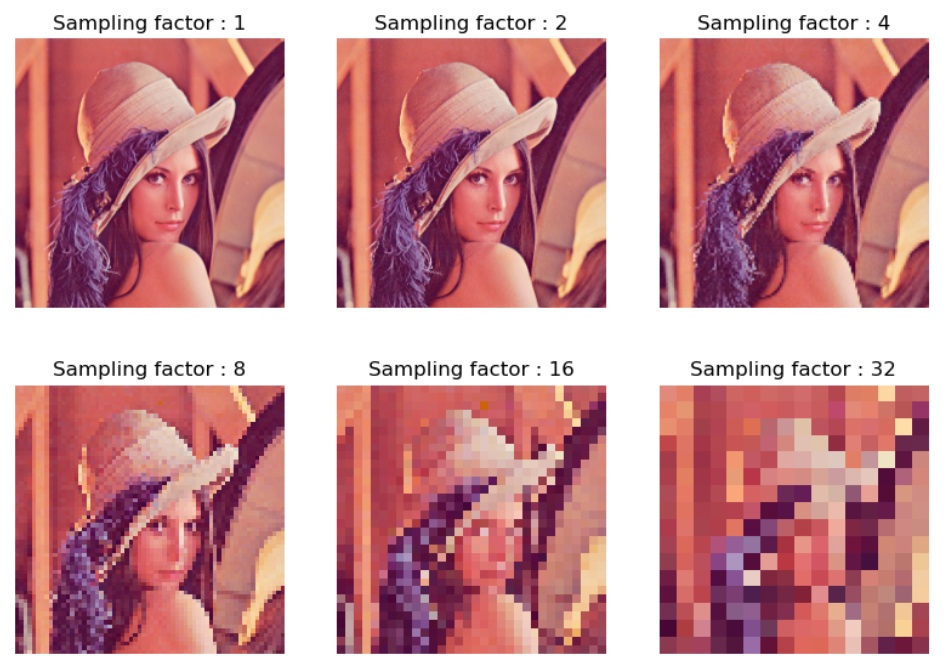 Sampling factor : 1
Sampling factor : 2
Sampling factor : 4
Sampling factor : 8
Sampling factor : 16
Sampling factor : 32